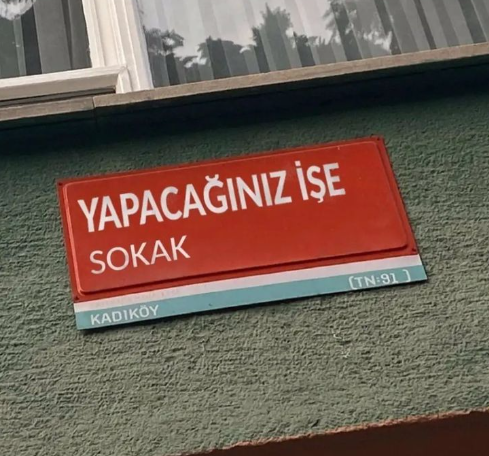 YAPACAĞINIZ İŞE
SOKAK
KADIKÖY
(TN:91 )